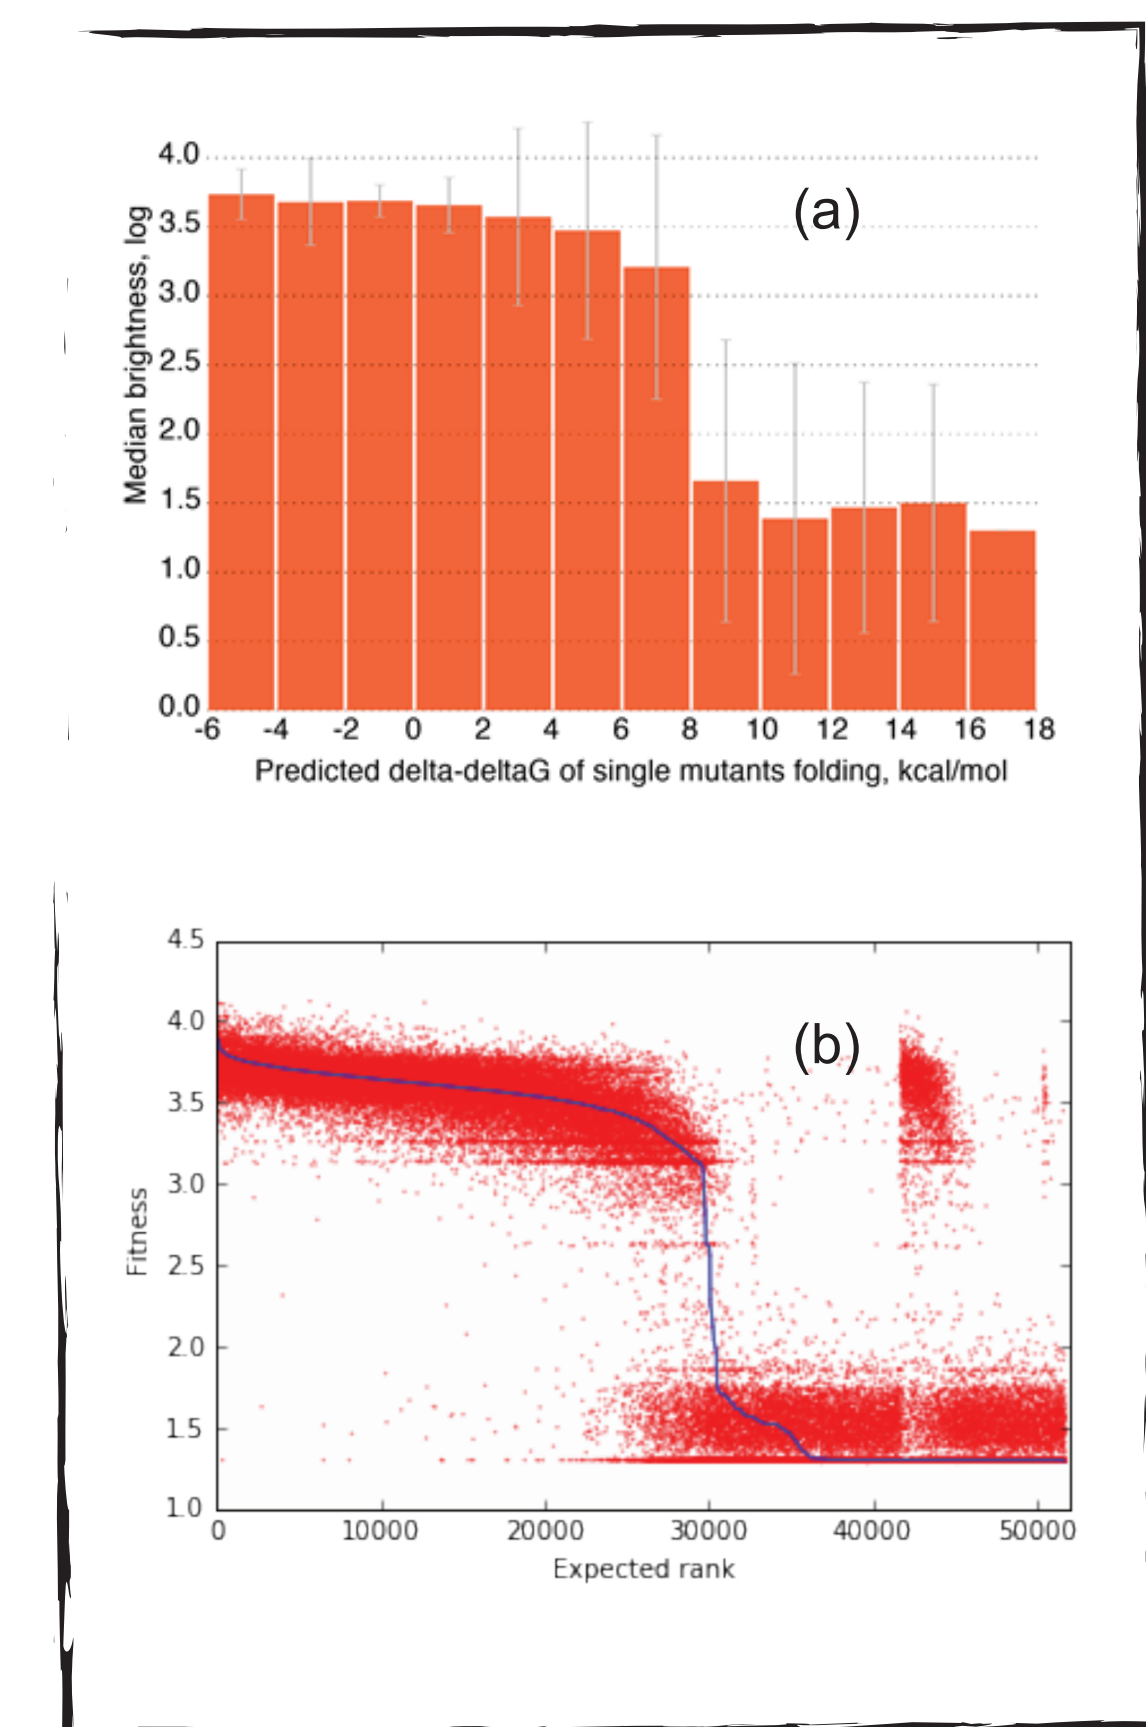 (a)
Median brightness, log
4.0
3.5
3.0
2.5
2.0
1.5
1.0
0.5
0.0
-6 -4 -2 0 2 4 6 8 10 12 14 16 18
Predicted delta-deltaG of single mutants folding, kcal/mol
(b)
Fitness
4.5
4.0
3.5
3.0
2.5
2.0
1.5
1.0
0 10000 20000 30000 40000 50000
Expected rank